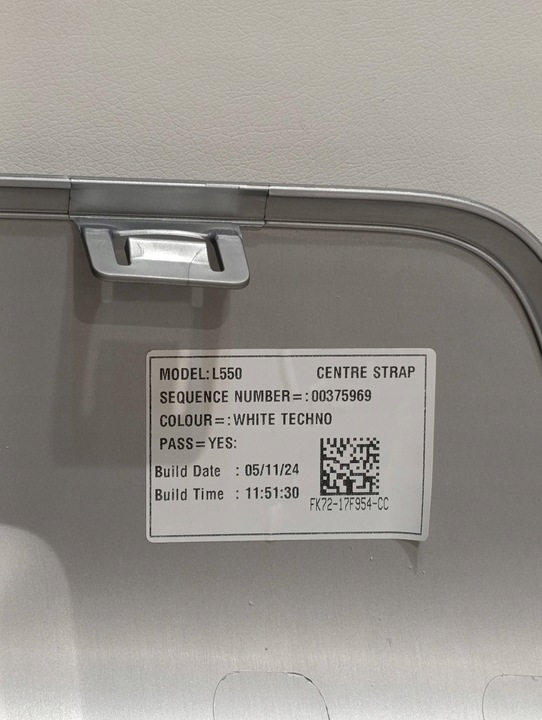 MODEL: L550 CENTRE STRAP
SEQUENCE NUMBER=: 00375969
COLOUR=: WHITE TECHNO
PASS=YES:
Build Date : 05/11/24
Build Time : 11:51:30
FK72-17F954-CC